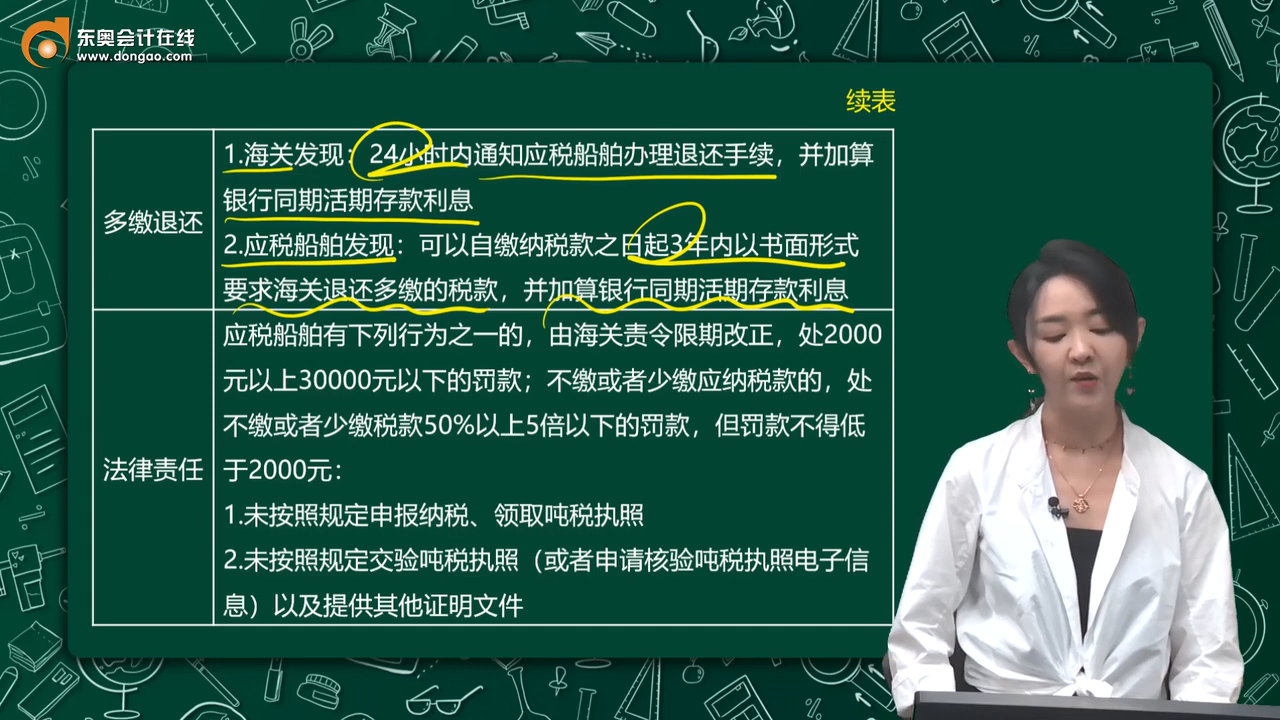 东奥会计在线
www.dongao.com
续表
多缴退还
1.海关发现：24小时内通知应税船舶办理退还手续，并加算
银行同期活期存款利息
2.应税船舶发现：可以自缴纳税款之日起3年内以书面形式
要求海关退还多缴的税款，并加算银行同期活期存款利息
法律责任
应税船舶有下列行为之一的，由海关责令限期改正，处2000
元以上30000元以下的罚款；不缴或者少缴应纳税款的，处
不缴或者少缴税款50%以上5倍以下的罚款，但罚款不得低
于2000元：
1.未按照规定申报纳税、领取吨税执照
2.未按照规定交验吨税执照（或者申请核验吨税执照电子信
息）以及提供其他证明文件